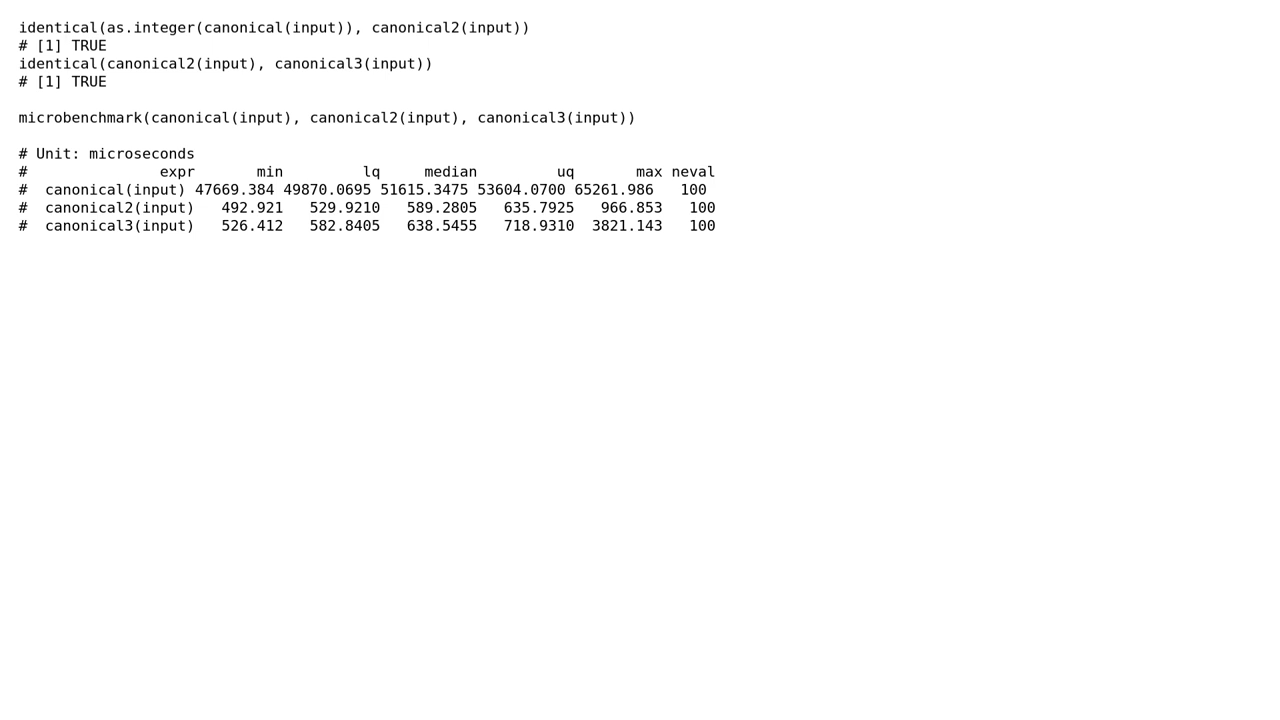 identical(as.integer(canonical(input)), canonical2(input))
# [1] TRUE
identical(canonical2(input), canonical3(input))
# [1] TRUE

microbenchmark(canonical(input), canonical2(input), canonical3(input))

# Unit: microseconds
#               expr       min         lq     median         uq       max neval
#  canonical(input) 47669.384 49870.0695 51615.3475 53604.0700 65261.986   100
#  canonical2(input)   492.921   529.9210   589.2805   635.7925   966.853   100
#  canonical3(input)   526.412   582.8405   638.5455   718.9310  3821.143   100